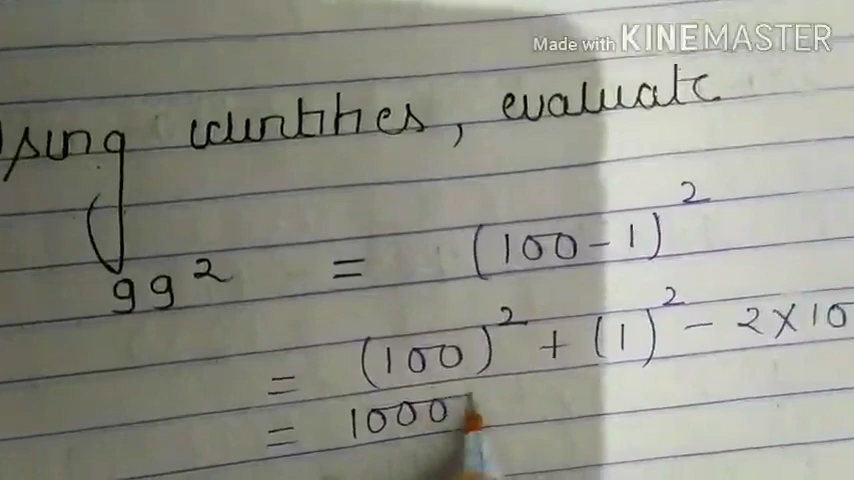 Made with KINEMASTER
sing identities, evaluate
99² = (100-1)²
= (100)² + (1)² - 2×10
= 1000